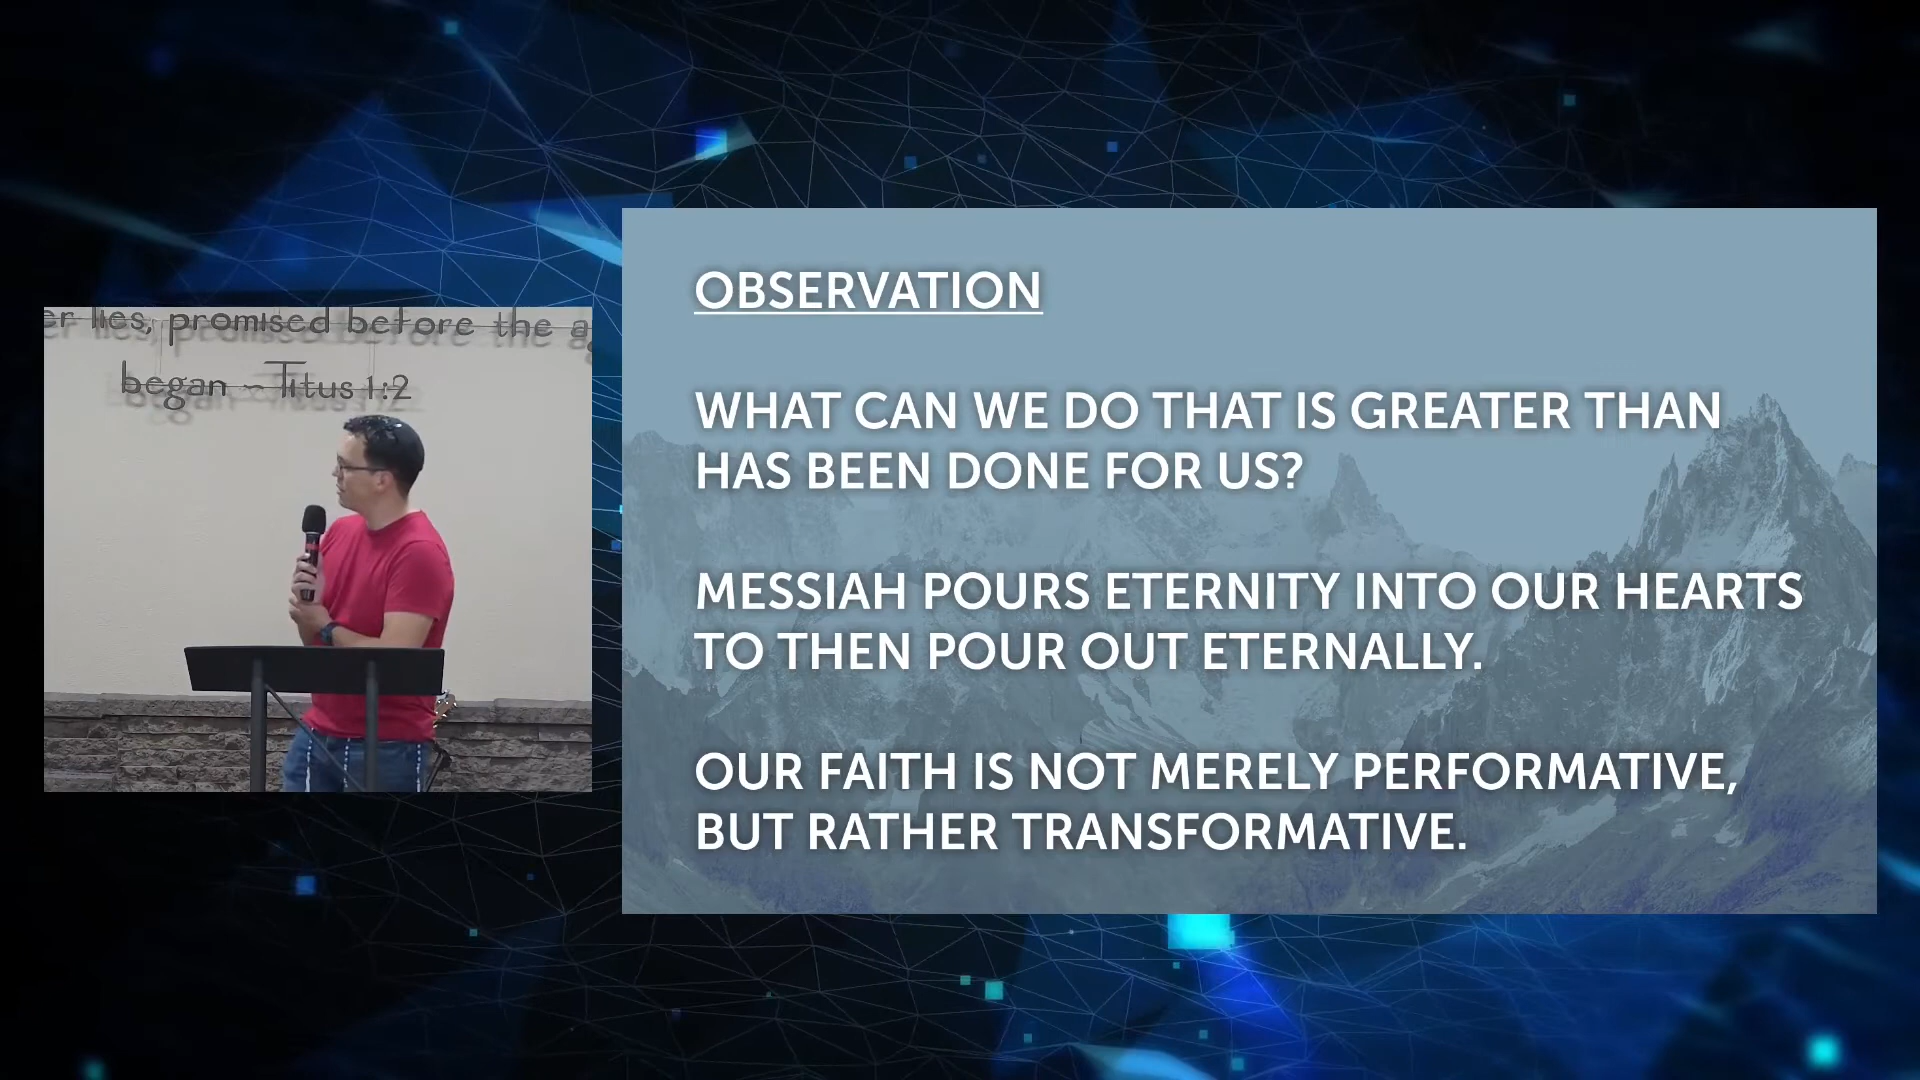 er lies, promised before the a
began ~ Titus 1:2
OBSERVATION
WHAT CAN WE DO THAT IS GREATER THAN
HAS BEEN DONE FOR US?
MESSIAH POURS ETERNITY INTO OUR HEARTS
TO THEN POUR OUT ETERNALLY.
OUR FAITH IS NOT MERELY PERFORMATIVE,
BUT RATHER TRANSFORMATIVE.